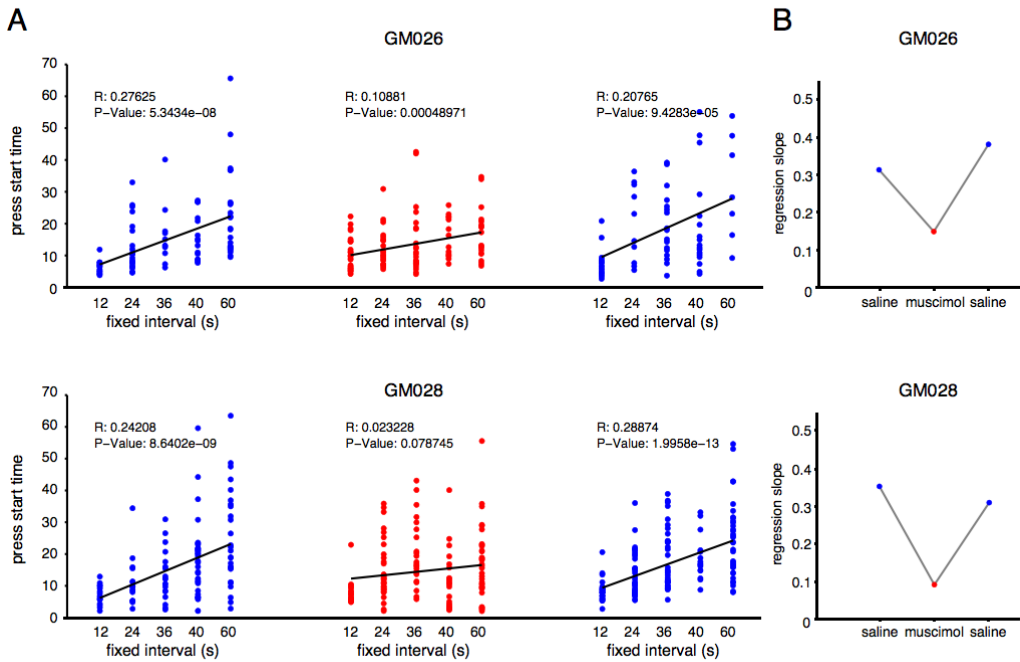 A
B
GM026
GM026
press start time
70
60
50
40
30
20
10
0
R: 0.27625
P-Value: 5.3434e-08
R: 0.10881
P-Value: 0.00048971
R: 0.20765
P-Value: 9.4283e-05
12 24 36 40 60
12 24 36 40 60
12 24 36 40 60
fixed interval (s)
fixed interval (s)
fixed interval (s)
regression slope
0.5
0.4
0.3
0.2
0.1
0
saline muscimol saline
GM028
GM028
press start time
70
60
50
40
30
20
10
0
R: 0.24208
P-Value: 8.6402e-09
R: 0.023228
P-Value: 0.078745
R: 0.28874
P-Value: 1.9958e-13
12 24 36 40 60
12 24 36 40 60
12 24 36 40 60
fixed interval (s)
fixed interval (s)
fixed interval (s)
regression slope
0.5
0.4
0.3
0.2
0.1
0
saline muscimol saline